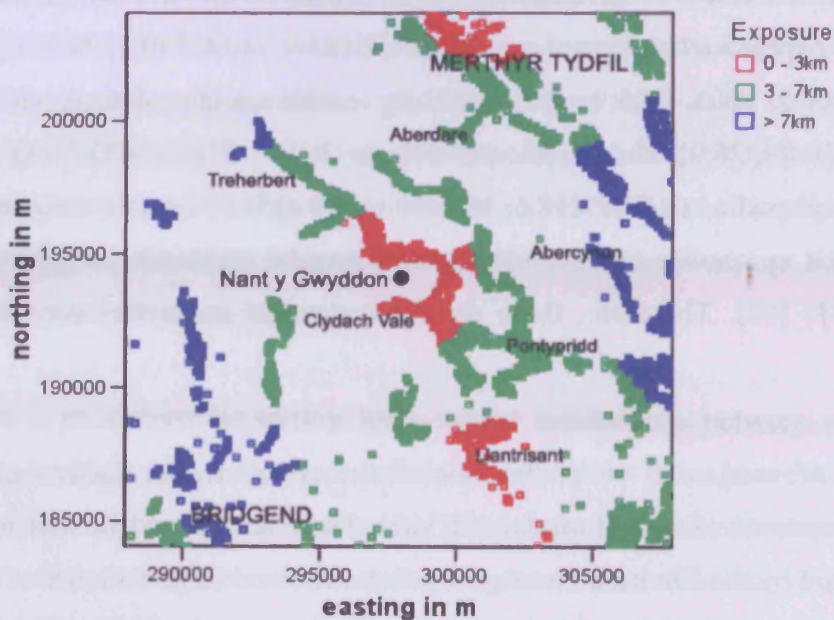 Exposure
0 - 3km
3 - 7km
> 7km
MERTHYR TYDFIL
Aberdare
Treherbert
Abercynon
Nant y Gwyddon
Clydach Vale
Pontypridd
Llantrisant
BRIDGEND
200000
195000
190000
185000
northing in m
290000
295000
300000
305000
easting in m